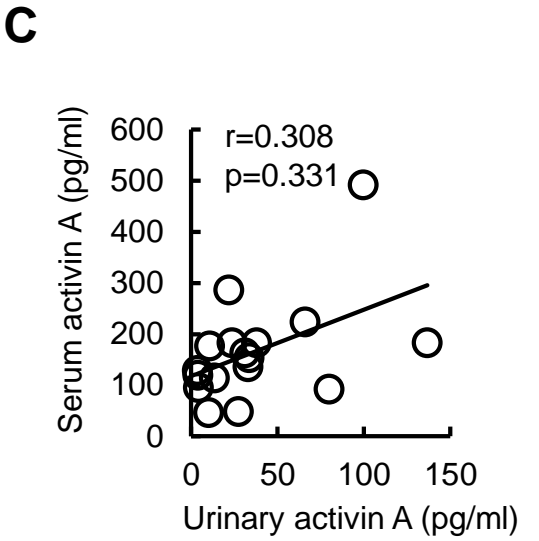 C
r=0.308
p=0.331
Serum activin A (pg/ml)
600
500
400
300
200
100
0
0 50 100 150
Urinary activin A (pg/ml)